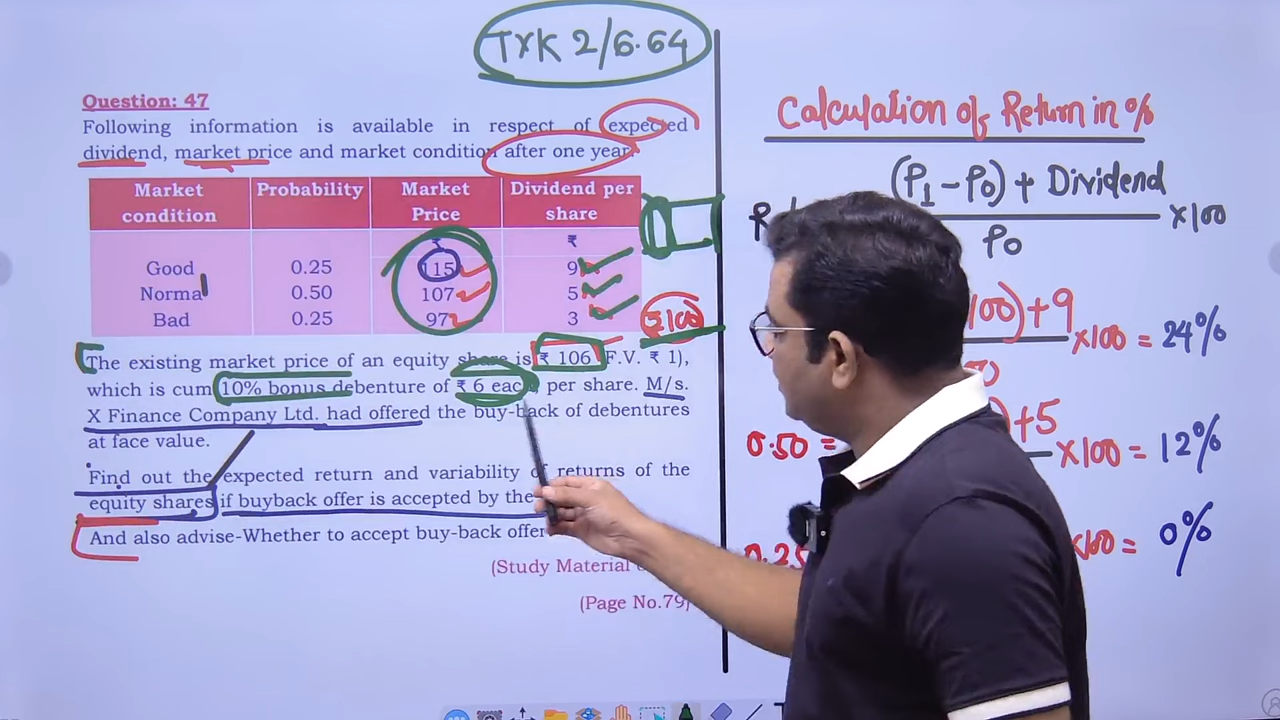 TYK 2/6.64
Question: 47
Following information is available in respect of expected
dividend, market price and market condition after one year.
Market condition Probability Market Price Dividend per share
₹ ₹
Good 0.25 115 9
Normal 0.50 107 5
Bad 0.25 97 3
₹100
The existing market price of an equity share is ₹ 106 (F.V. ₹ 1),
which is cum 10% bonus debenture of ₹ 6 each, per share. M/s.
X Finance Company Ltd. had offered the buy-back of debentures
at face value.
Find out the expected return and variability of returns of the
equity shares if buyback offer is accepted by the
And also advise-Whether to accept buy-back offer
(Study Material
(Page No.79)
Calculation of Return in %
(P1 - P0) + Dividend
P0
×100
100) + 9
×100 = 24%
0.50 =
+5
×100 = 12%
0.25
×100 = 0%